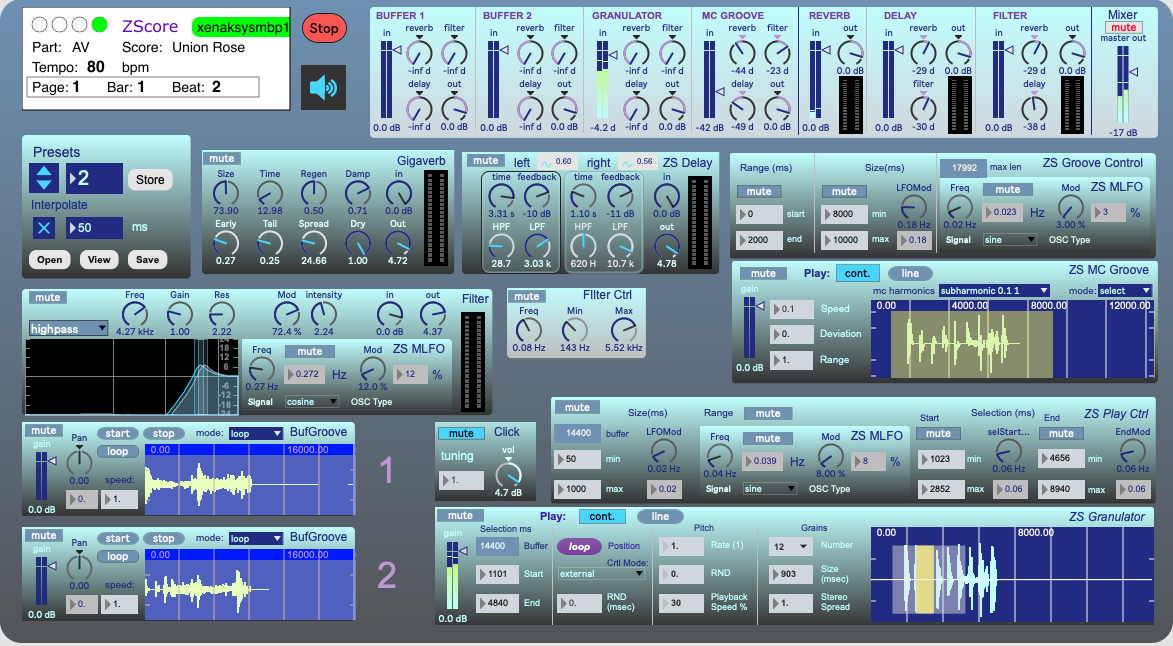 ZScore xenaksysmbp1
Part: AV Score: Union Rose
Tempo: 80 bpm
Page: 1 Bar: 1 Beat: 2
Stop
BUFFER 1 BUFFER 2 GRANULATOR MC GROOVE REVERB DELAY FILTER Mixer
in reverb filter in reverb filter in reverb filter in reverb filter in out in reverb out in reverb out mute
master out
-inf d -inf d -inf d -inf d -inf d -inf d -44 d -23 d 0.0 dB -29 d 0.0 dB -29 d 0.0 dB
delay out delay out delay out delay out filter delay
0.0 dB -inf d -inf d 0.0 dB -inf d -inf d -4.2 d -inf d -inf d -42 dB -49 d -inf d 0.0 dB 0.0 dB -30 d 0.0 dB -38 d -17 dB
Presets
2 Store
Interpolate
50 ms
Open View Save
mute Gigaverb
Size Time Regen Damp in
73.90 12.98 0.50 0.71 0.0 dB
Early Tail Spread Dry Out
0.27 0.25 24.66 1.00 4.72
mute left 0.60 right 0.56 ZS Delay
time feedback time feedback in
3.31 s -10 dB 1.10 s -11 dB 0.0 dB
HPF LPF HPF LPF out
28.7 3.03 k 620 H 10.7 k 4.78
Range (ms) Size(ms) 17992 max len ZS Groove Control
mute mute LFOMod Freq mute Mod ZS MLFO
0 start 8000 min 0.18 Hz 0.02 Hz 0.023 Hz 3.00 % 3 %
2000 end 10000 max 0.18 Signal sine OSC Type
mute Play: cont. line ZS MC Groove
mc harmonics subharmonic 0.1 1 mode: select
0.1 Speed 0.00 4000.00 8000.00 12000.00
0. Deviation
1. Range
0.0 dB
mute Freq Gain Res Mod intensity in out Filter
highpass 4.27 kHz 1.00 2.22 72.4 % 2.24 0.0 dB 4.37
24
18
12
6
-6
-12
-18
-24
Freq mute Mod ZS MLFO
0.27 Hz 0.272 Hz 12.0 % 12 %
Signal cosine OSC Type
mute FIlter Ctrl
Freq Min Max
0.08 Hz 143 Hz 5.52 kHz
mute start stop mode: loop BufGroove
gain Pan loop 0.00 16000.00
0.00 speed:
0. 1.
0.0 dB
1
mute start stop mode: loop BufGroove
gain Pan loop 0.00 16000.00
0.00 speed:
0. 1.
0.0 dB
2
mute Click
tuning vol
1. 4.7 dB
mute Size(ms) Range mute Start Selection (ms) End ZS Play Ctrl
14400 buffer LFOMod Freq mute Mod ZS MLFO mute selStart... mute EndMod
50 min 0.02 Hz 0.04 Hz 0.039 Hz 8.00 % 8 % 1023 min 0.06 Hz 4656 min 0.06 Hz
1000 max 0.02 Signal sine OSC Type 2852 max 0.06 8940 max 0.06
mute Play: cont. line ZS Granulator
gain Selection ms Pitch Grains
14400 Buffer loop Position 1. Rate (1) 12 Number 0.00 8000.00
Crtl Mode:
1101 Start external 0. RND 903 Size (msec)
4840 End 0. RND (msec) 30 Playback Speed % 1. Stereo Spread
0.0 dB